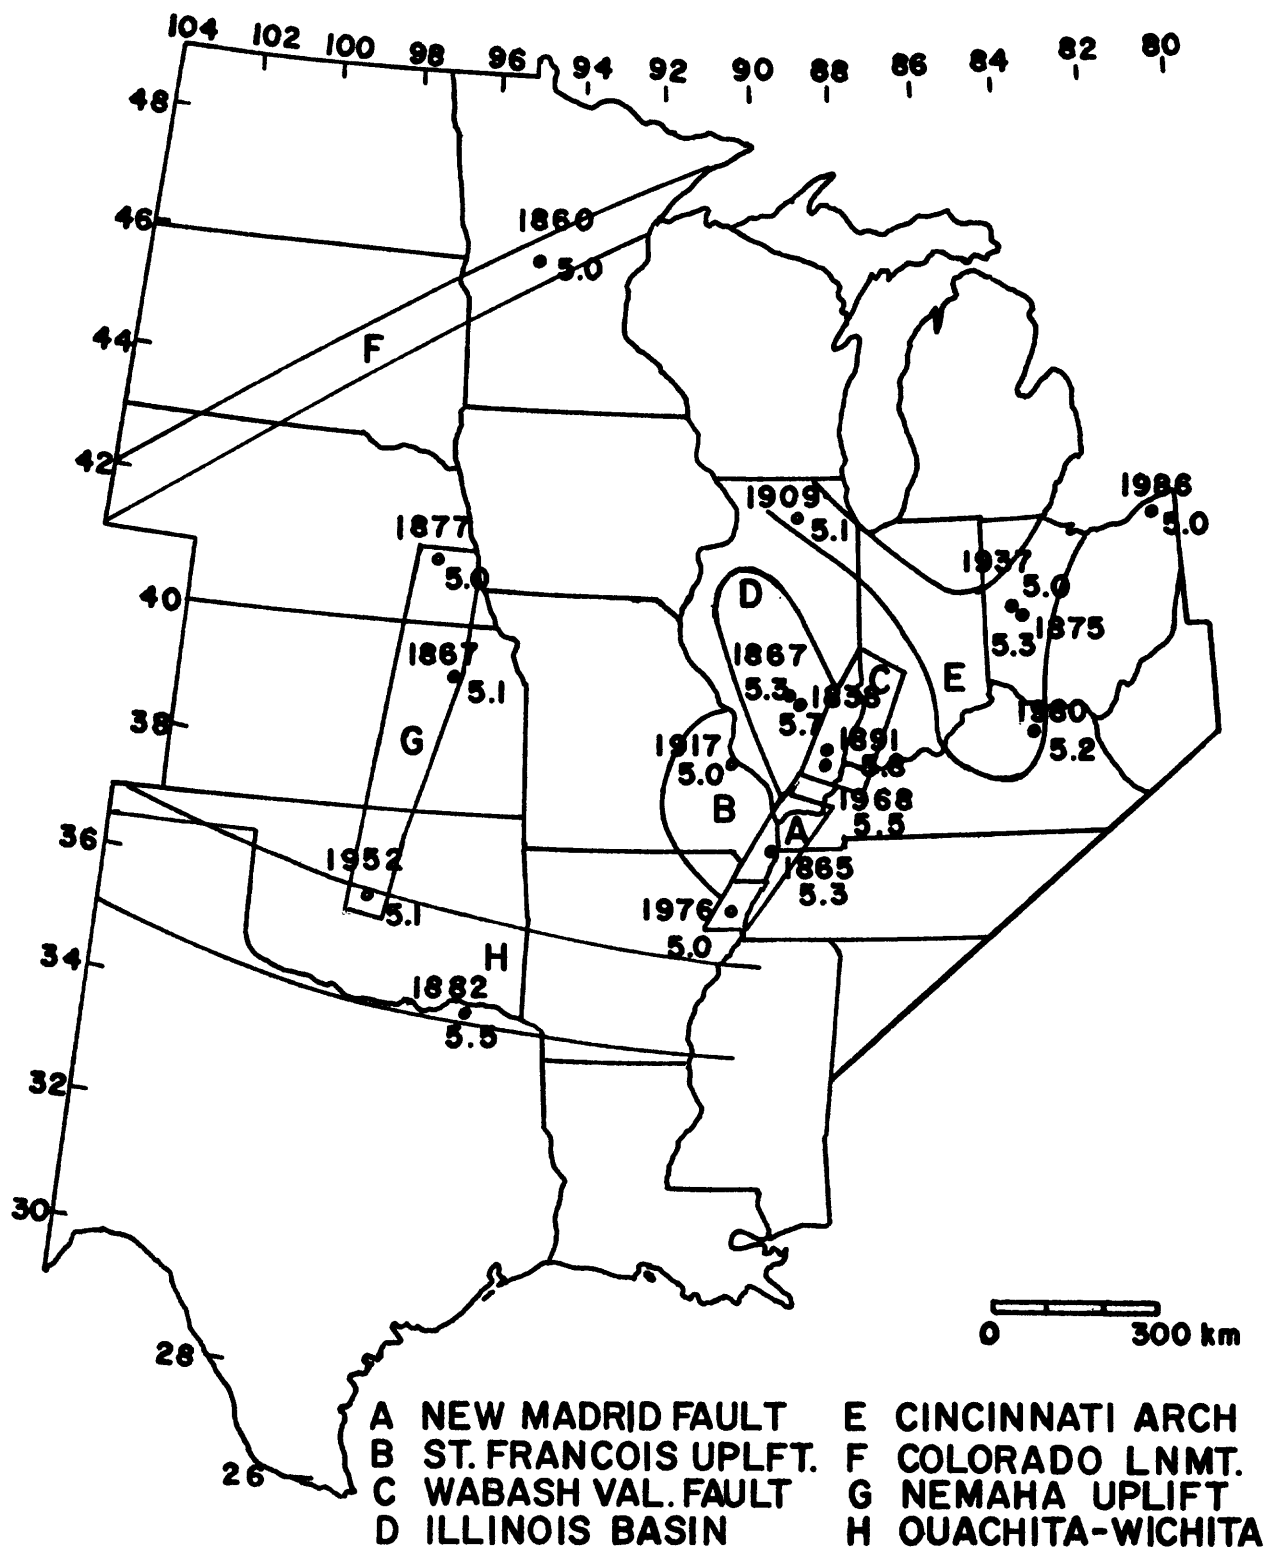 104 102 100 98 96 94 92 90 88 86 84 82 80
48
46
1860
5.0
44
F
42
1986
5.0
1909
5.1
1877
5.0
1937
5.0
40
D
1875
5.3
1867
5.1
1867
5.3
1838
5.7
C
E
38
G
1980
5.2
1917
5.0
1891
5.8
B
1968
5.5
36
A
1952
5.1
1865
5.3
1976
5.0
34
H
1882
5.5
32
30
28
26
0 300 km
A NEW MADRID FAULT
B ST. FRANCOIS UPLFT.
C WABASH VAL. FAULT
D ILLINOIS BASIN
E CINCINNATI ARCH
F COLORADO LNMT.
G NEMAHA UPLIFT
H OUACHITA-WICHITA